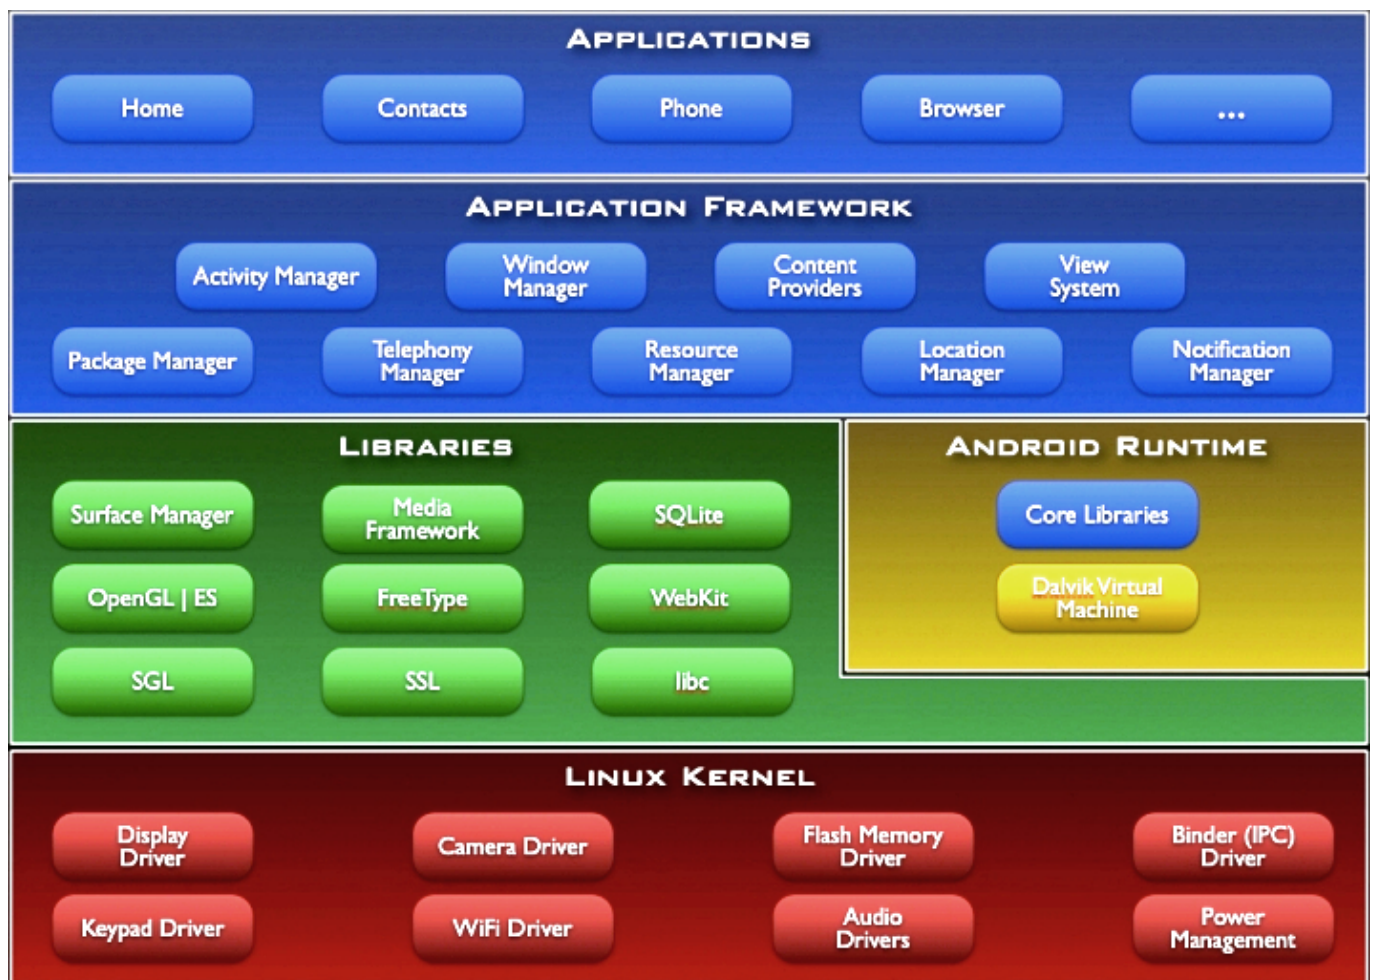 APPLICATIONS
Home
Contacts
Phone
Browser
...
APPLICATION FRAMEWORK
Activity Manager
Window
Manager
Content
Providers
View
System
Package Manager
Telephony
Manager
Resource
Manager
Location
Manager
Notification
Manager
LIBRARIES
Surface Manager
Media
Framework
SQLite
OpenGL | ES
FreeType
WebKit
SGL
SSL
libc
ANDROID RUNTIME
Core Libraries
Dalvik Virtual
Machine
LINUX KERNEL
Display
Driver
Camera Driver
Flash Memory
Driver
Binder (IPC)
Driver
Keypad Driver
WiFi Driver
Audio
Drivers
Power
Management